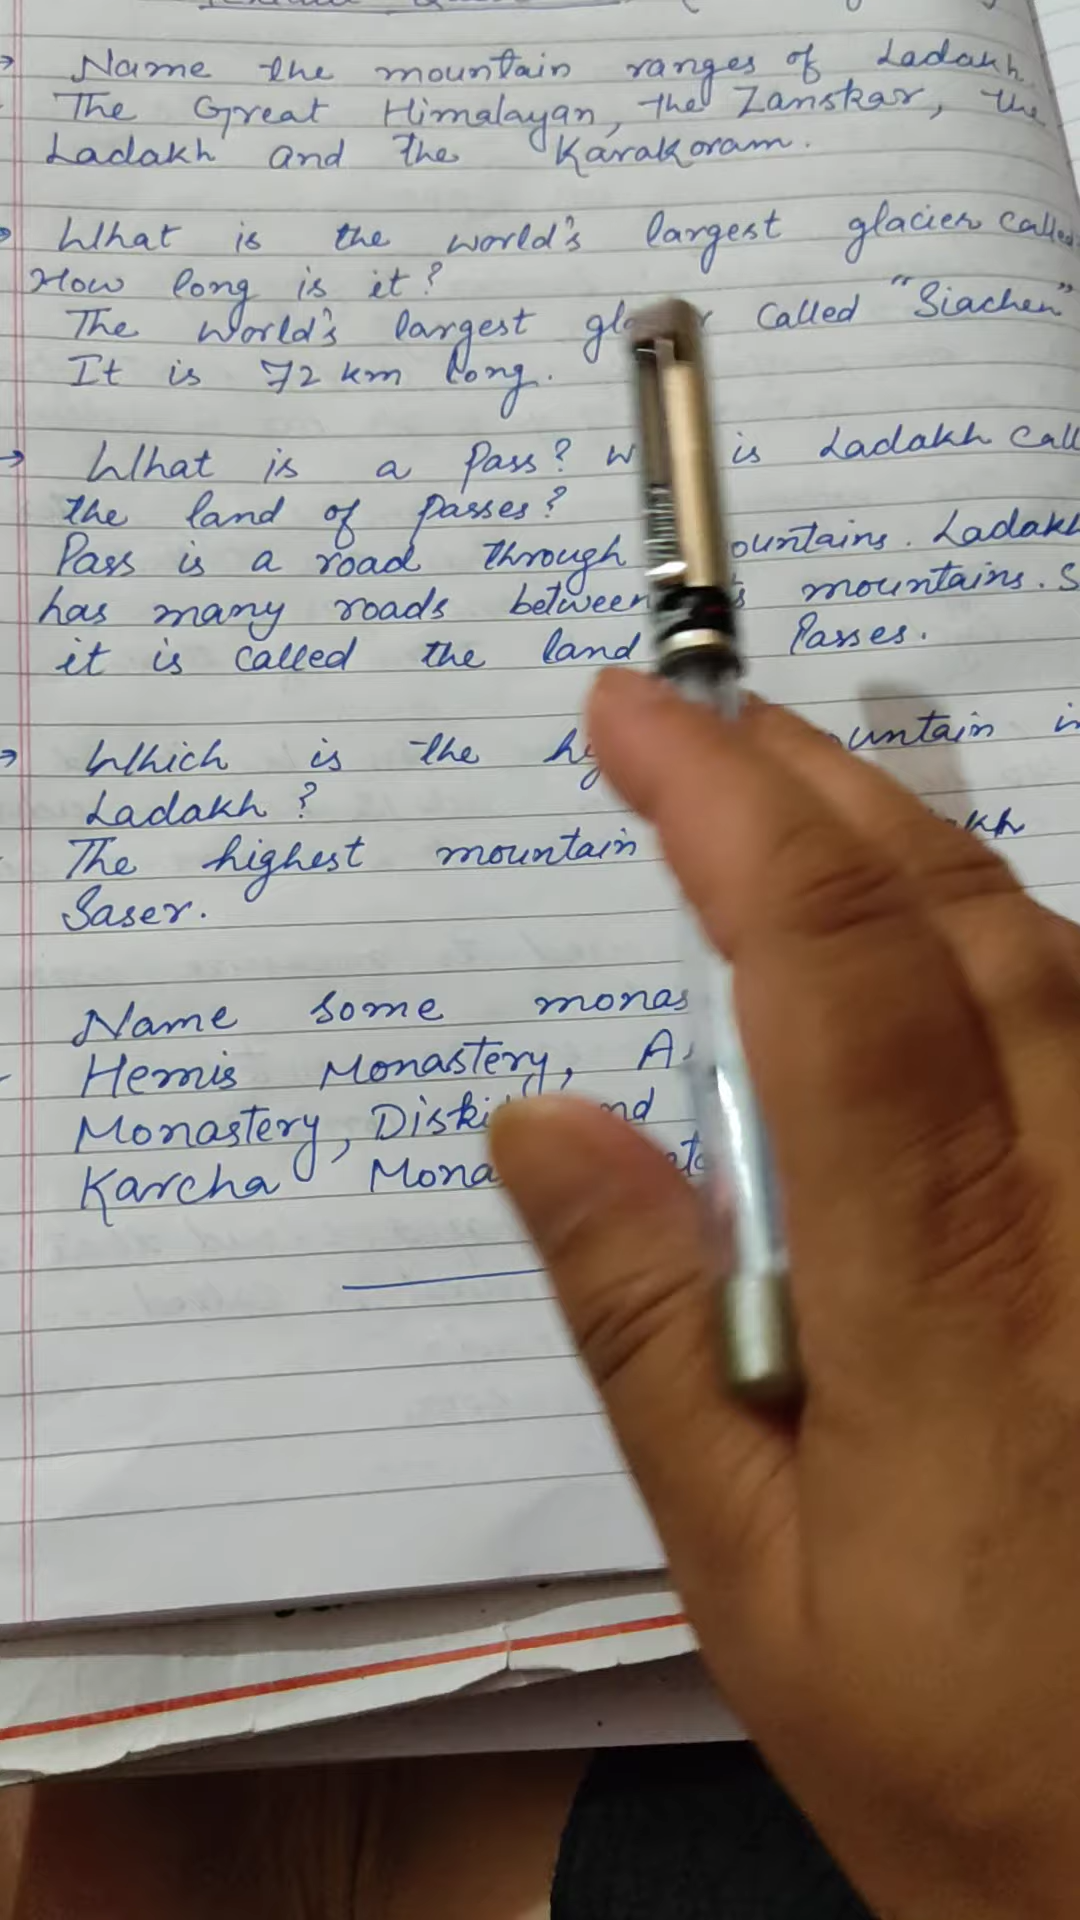 Name the mountain ranges of Ladakh.
The Great Himalayan, the Zanskar, the
Ladakh and the Karakoram.
What is the world's largest glacier called
How long is it?
The world's largest called "Siachen"
It is 72 km long.
What is a Pass? is Ladakh call
the land of passes?
Pass is a road through ountains. Ladakh
has many roads between mountains. S
it is called the land Passes.
Which is the untain in
Ladakh?
The highest mountain kh
Saser.
Name some monas
Hemis Monastery, A
Monastery, Diski nd
Karcha Mona